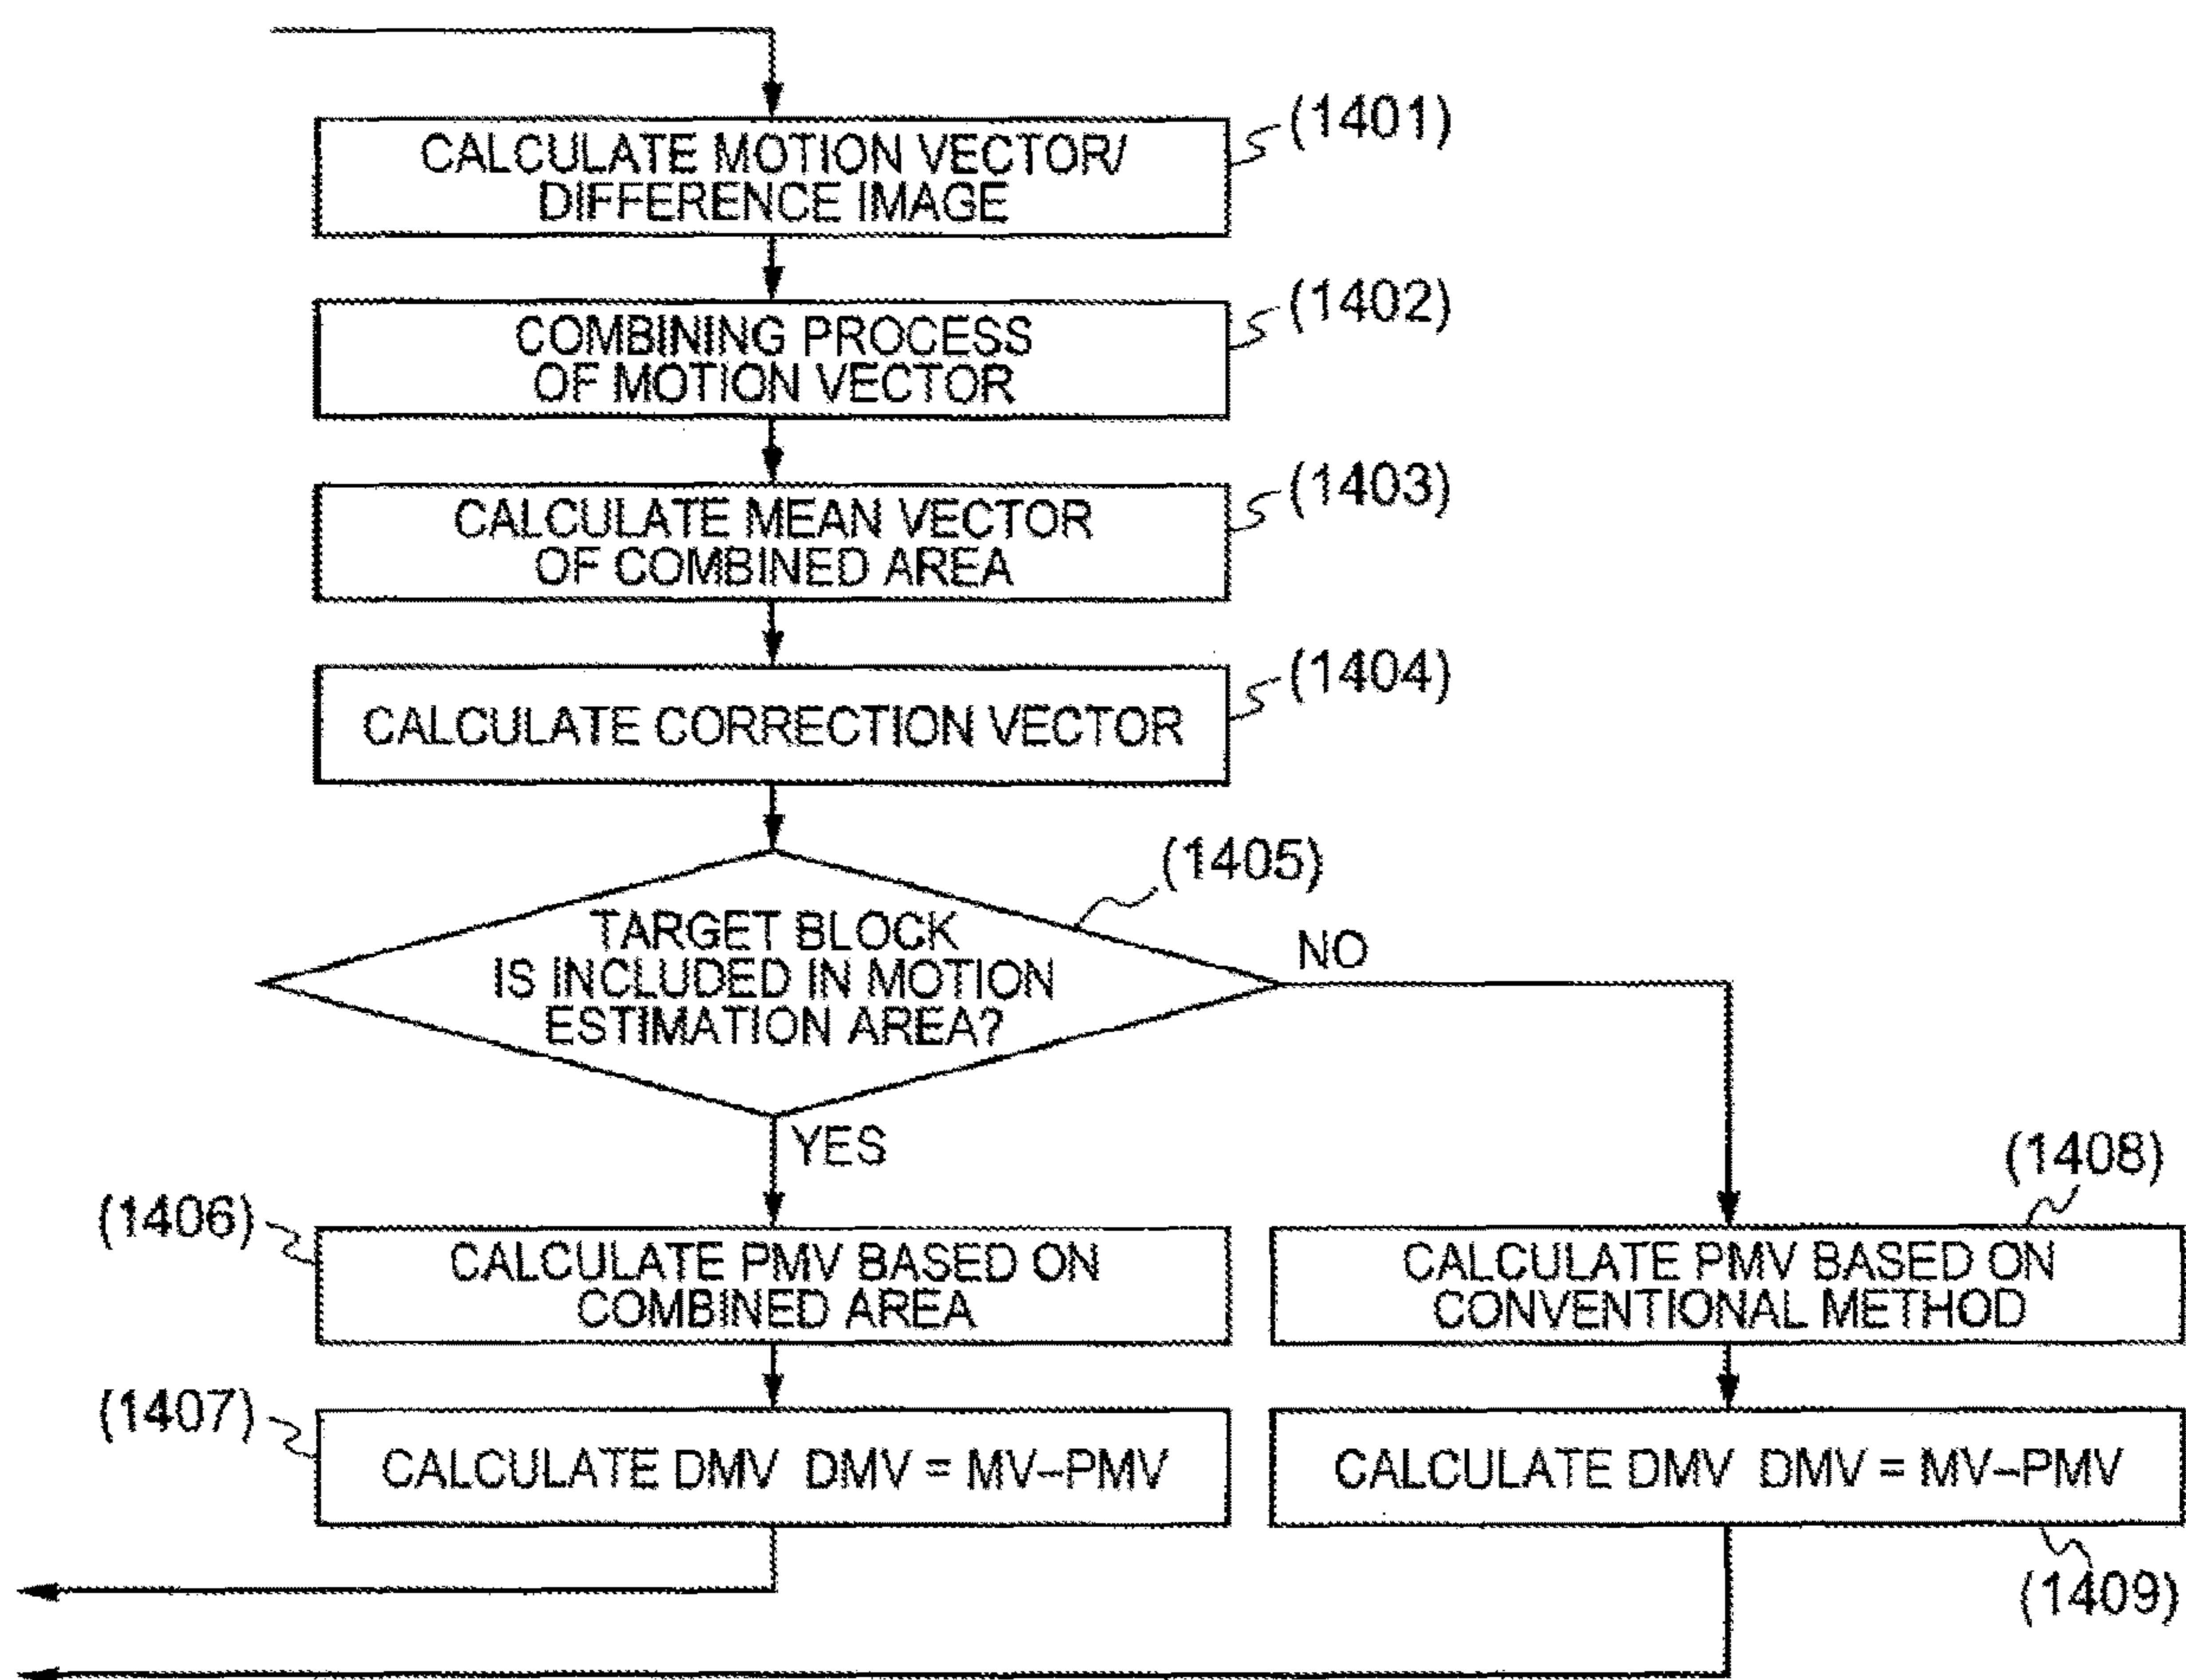 (1401)
CALCULATE MOTION VECTOR/
DIFFERENCE IMAGE
(1402)
COMBINING PROCESS
OF MOTION VECTOR
(1403)
CALCULATE MEAN VECTOR
OF COMBINED AREA
(1404)
CALCULATE CORRECTION VECTOR
(1405)
TARGET BLOCK
IS INCLUDED IN MOTION
ESTIMATION AREA?
NO
YES
(1406)
CALCULATE PMV BASED ON
COMBINED AREA
(1408)
CALCULATE PMV BASED ON
CONVENTIONAL METHOD
(1407)
CALCULATE DMV DMV = MV–PMV
CALCULATE DMV DMV = MV–PMV
(1409)